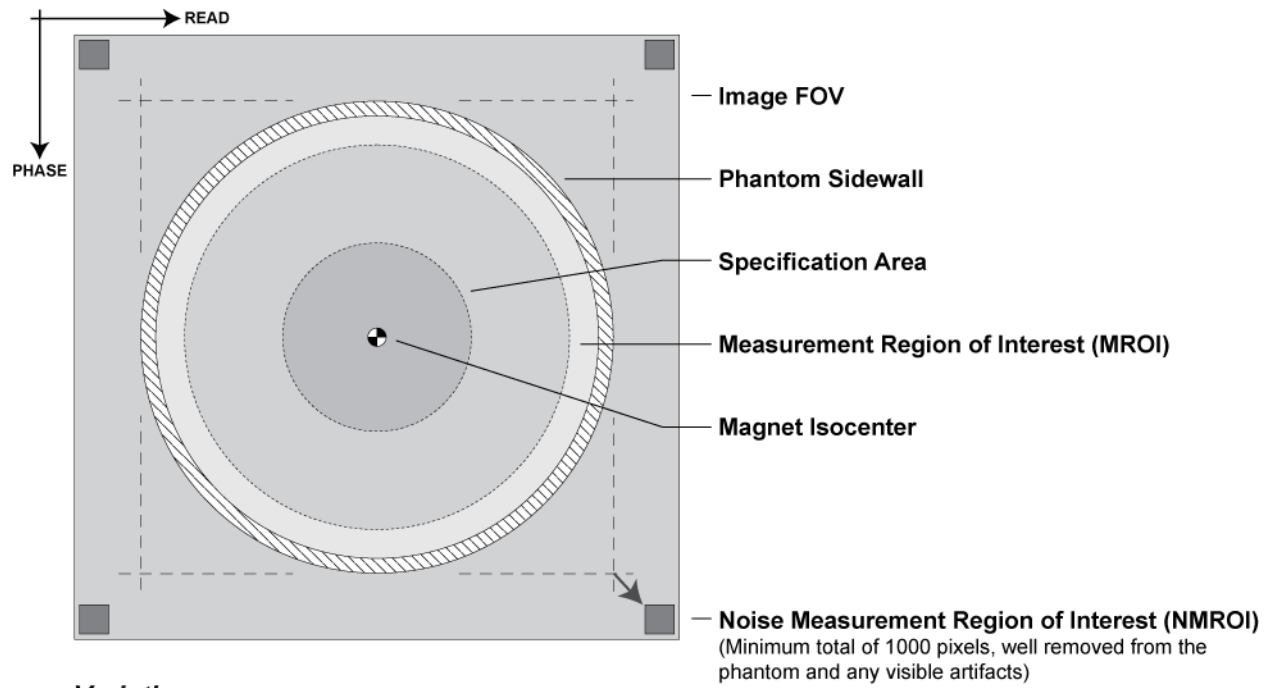 READ
PHASE
Image FOV
Phantom Sidewall
Specification Area
Measurement Region of Interest (MROI)
Magnet Isocenter
Noise Measurement Region of Interest (NMROI)
(Minimum total of 1000 pixels, well removed from the
phantom and any visible artifacts)